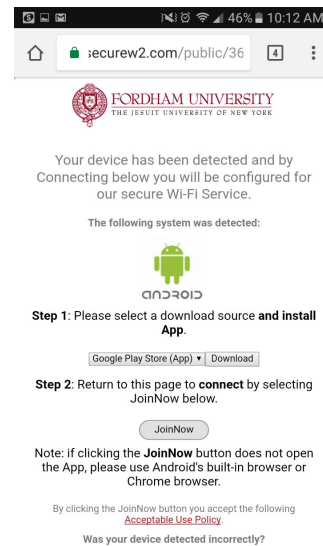 46% 10:12 AM
securew2.com/public/36
4
FORDHAM UNIVERSITY
THE JESUIT UNIVERSITY OF NEW YORK
Your device has been detected and by
Connecting below you will be configured for
our secure Wi-Fi Service.
The following system was detected:
ANDROID
Step 1: Please select a download source and install
App.
Google Play Store (App) Download
Step 2: Return to this page to connect by selecting
JoinNow below.
JoinNow
Note: if clicking the JoinNow button does not open
the App, please use Android's built-in browser or
Chrome browser.
By clicking the JoinNow button you accept the following
Acceptable Use Policy.
Was your device detected incorrectly?